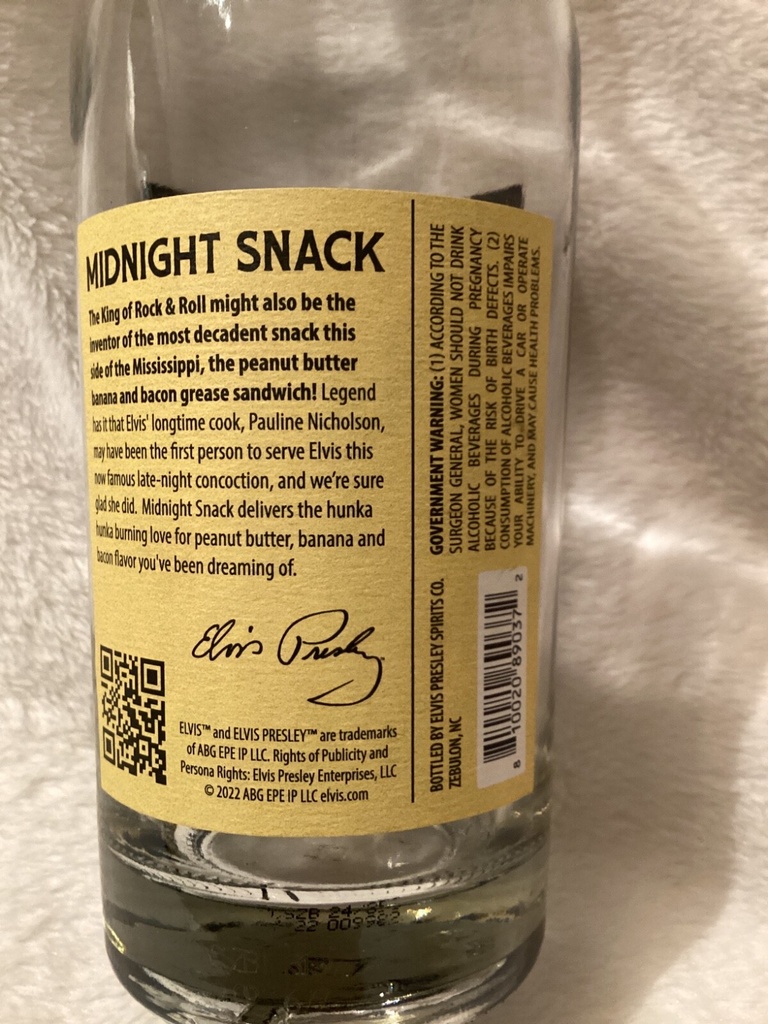 MIDNIGHT SNACK
The King of Rock & Roll might also be the
inventor of the most decadent snack this
side of the Mississippi, the peanut butter
banana and bacon grease sandwich! Legend
has it that Elvis' longtime cook, Pauline Nicholson,
may have been the first person to serve Elvis this
now famous late-night concoction, and we're sure
glad she did. Midnight Snack delivers the hunka
hunka burning love for peanut butter, banana and
bacon flavor you've been dreaming of.
Elvis Presley
ELVIS™ and ELVIS PRESLEY™ are trademarks
of ABG EPE IP LLC. Rights of Publicity and
Persona Rights: Elvis Presley Enterprises, LLC
© 2022 ABG EPE IP LLC elvis.com
GOVERNMENT WARNING: (1) ACCORDING TO THE
SURGEON GENERAL, WOMEN SHOULD NOT DRINK
ALCOHOLIC BEVERAGES DURING PREGNANCY
BECAUSE OF THE RISK OF BIRTH DEFECTS. (2)
CONSUMPTION OF ALCOHOLIC BEVERAGES IMPAIRS
YOUR ABILITY TO DRIVE A CAR OR OPERATE
MACHINERY, AND MAY CAUSE HEALTH PROBLEMS.
BOTTLED BY ELVIS PRESLEY SPIRITS CO.
ZEBULON, NC
8 10020 89037 2